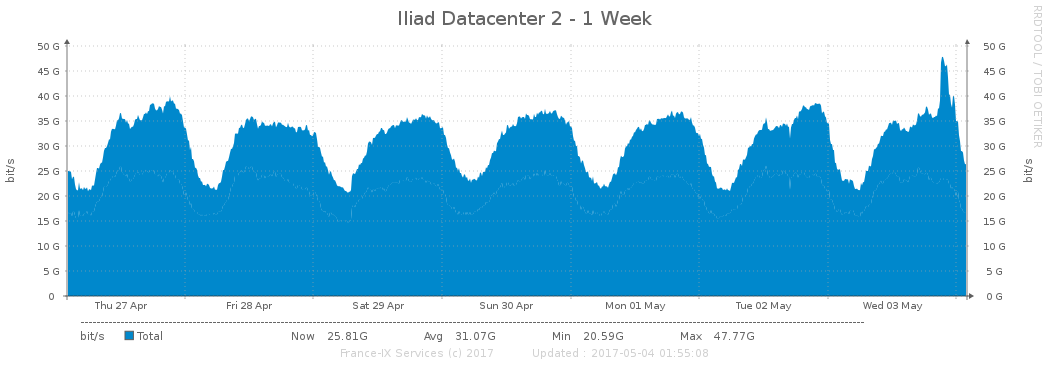 Iliad Datacenter 2 - 1 Week
RRDTOOL / TOBI OETIKER
bit/s
50 G 50 G
45 G 45 G
40 G 40 G
35 G 35 G
30 G 30 G
25 G 25 G
20 G 20 G
15 G 15 G
10 G 10 G
5 G 5 G
0 0 G
bit/s
Thu 27 Apr Fri 28 Apr Sat 29 Apr Sun 30 Apr Mon 01 May Tue 02 May Wed 03 May
bit/s Total Now 25.81G Avg 31.07G Min 20.59G Max 47.77G
France-IX Services (c) 2017 Updated : 2017-05-04 01:55:08